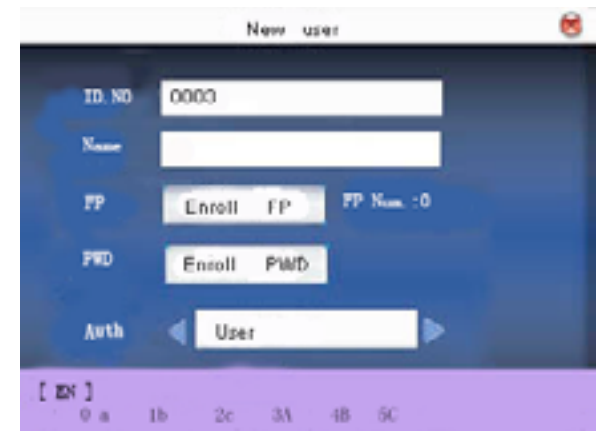 New user
ID. NO 0003
Name
FP Enroll FP FP Num. :0
PWD Enroll PWD
Auth User
[ EN ]
0 a 1b 2c 3A 4B 5C